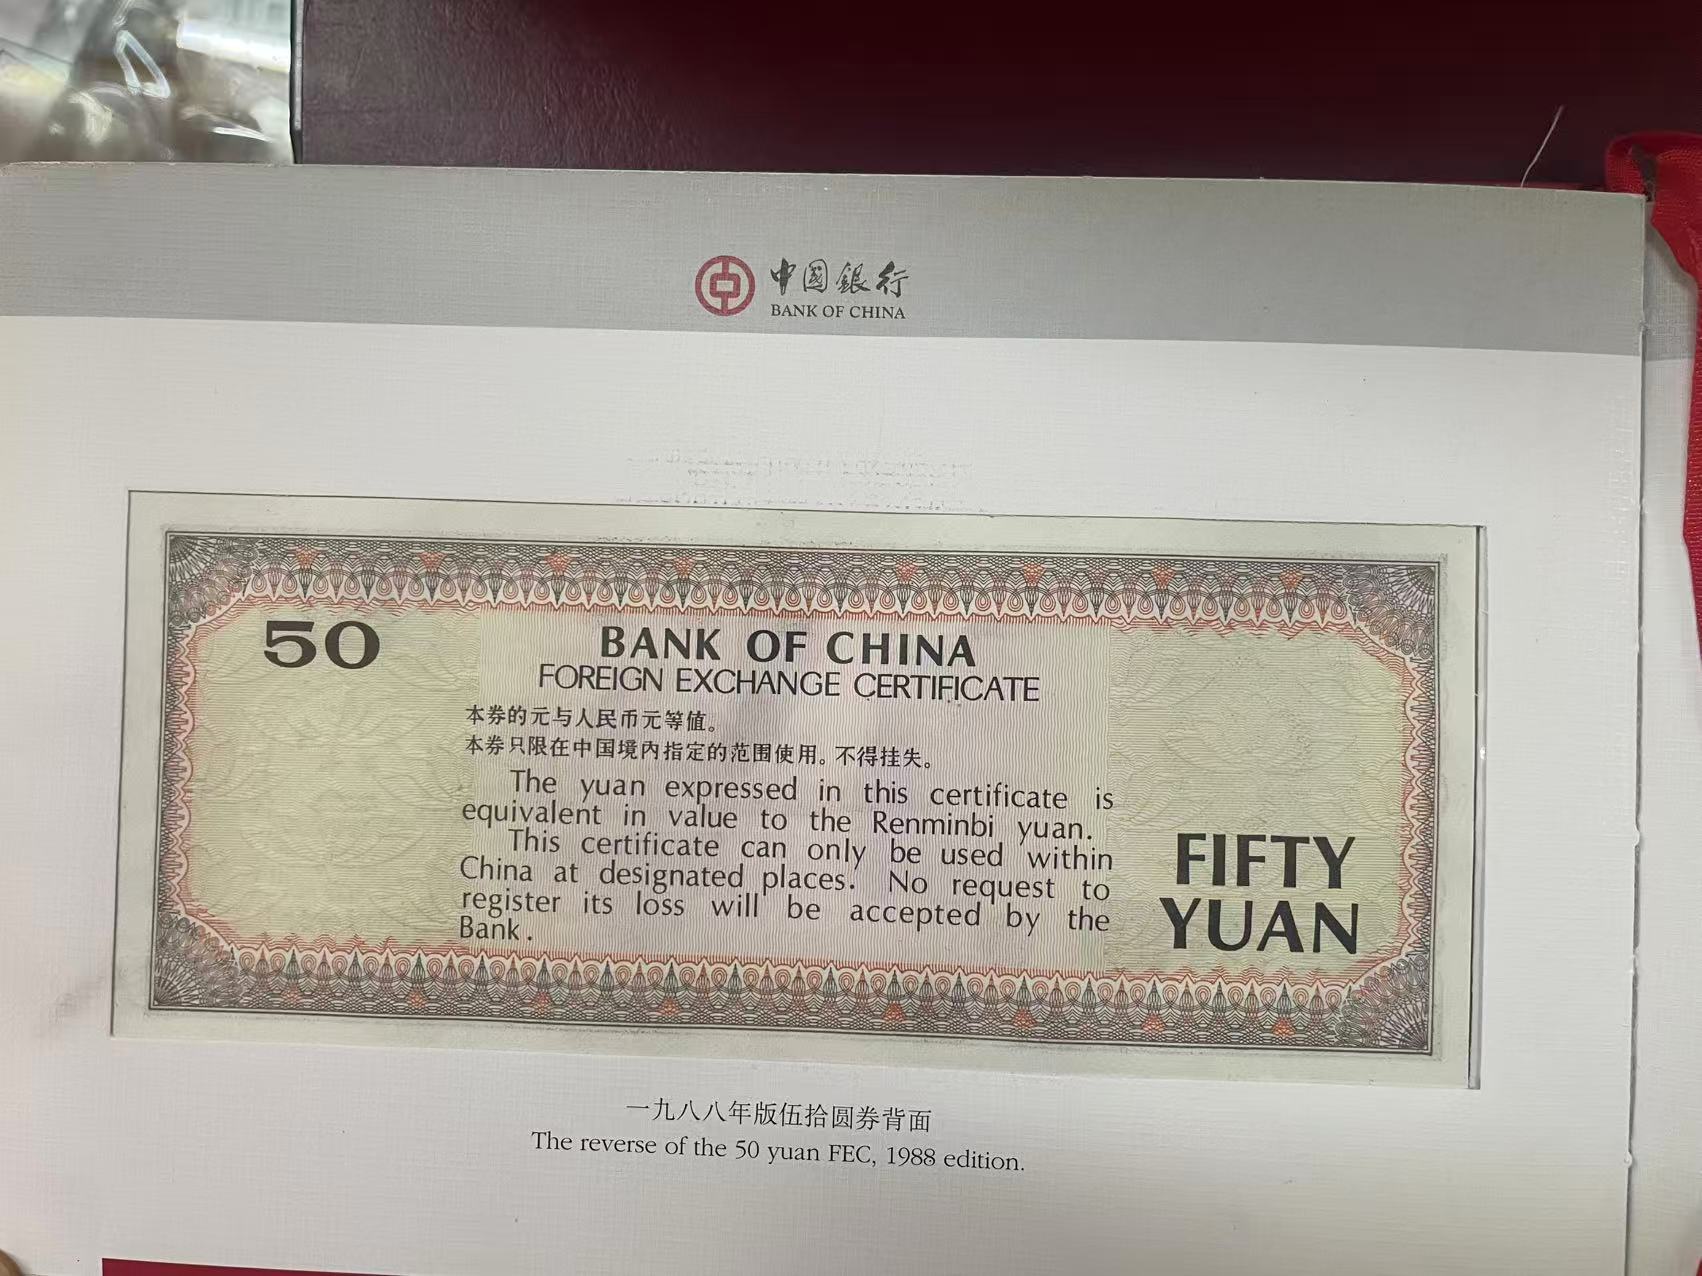 中國銀行
BANK OF CHINA
50
BANK OF CHINA
FOREIGN EXCHANGE CERTIFICATE
本券的元与人民币元等值。
本券只限在中国境内指定的范围使用。不得挂失。
The yuan expressed in this certificate is
equivalent in value to the Renminbi yuan.
This certificate can only be used within
China at designated places. No request to
register its loss will be accepted by the
Bank.
FIFTY
YUAN
一九八八年版伍拾圆券背面
The reverse of the 50 yuan FEC, 1988 edition.